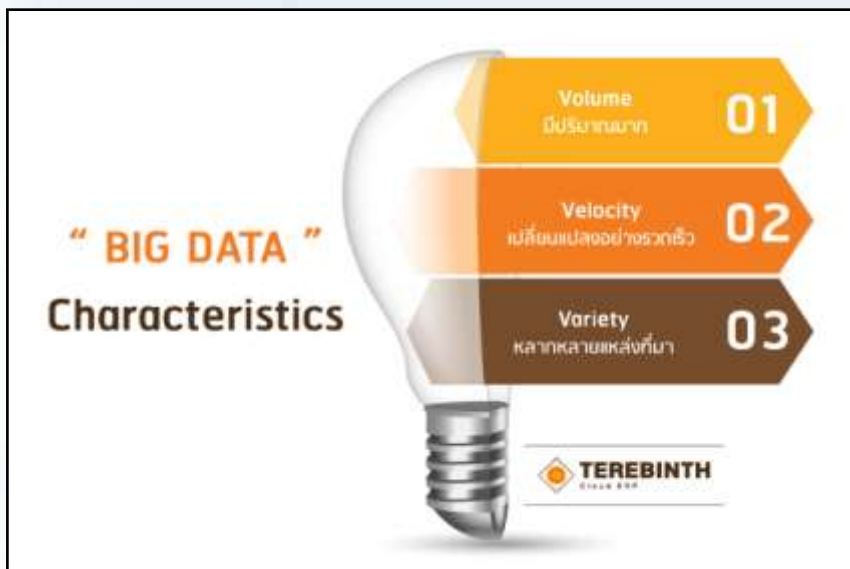 “ BIG DATA ”
Characteristics
Volume
มีปริมาณมาก
01
Velocity
เปลี่ยนแปลงอย่างรวดเร็ว
02
Variety
หลากหลายแหล่งที่มา
03
TEREBINTH
Cloud ERP